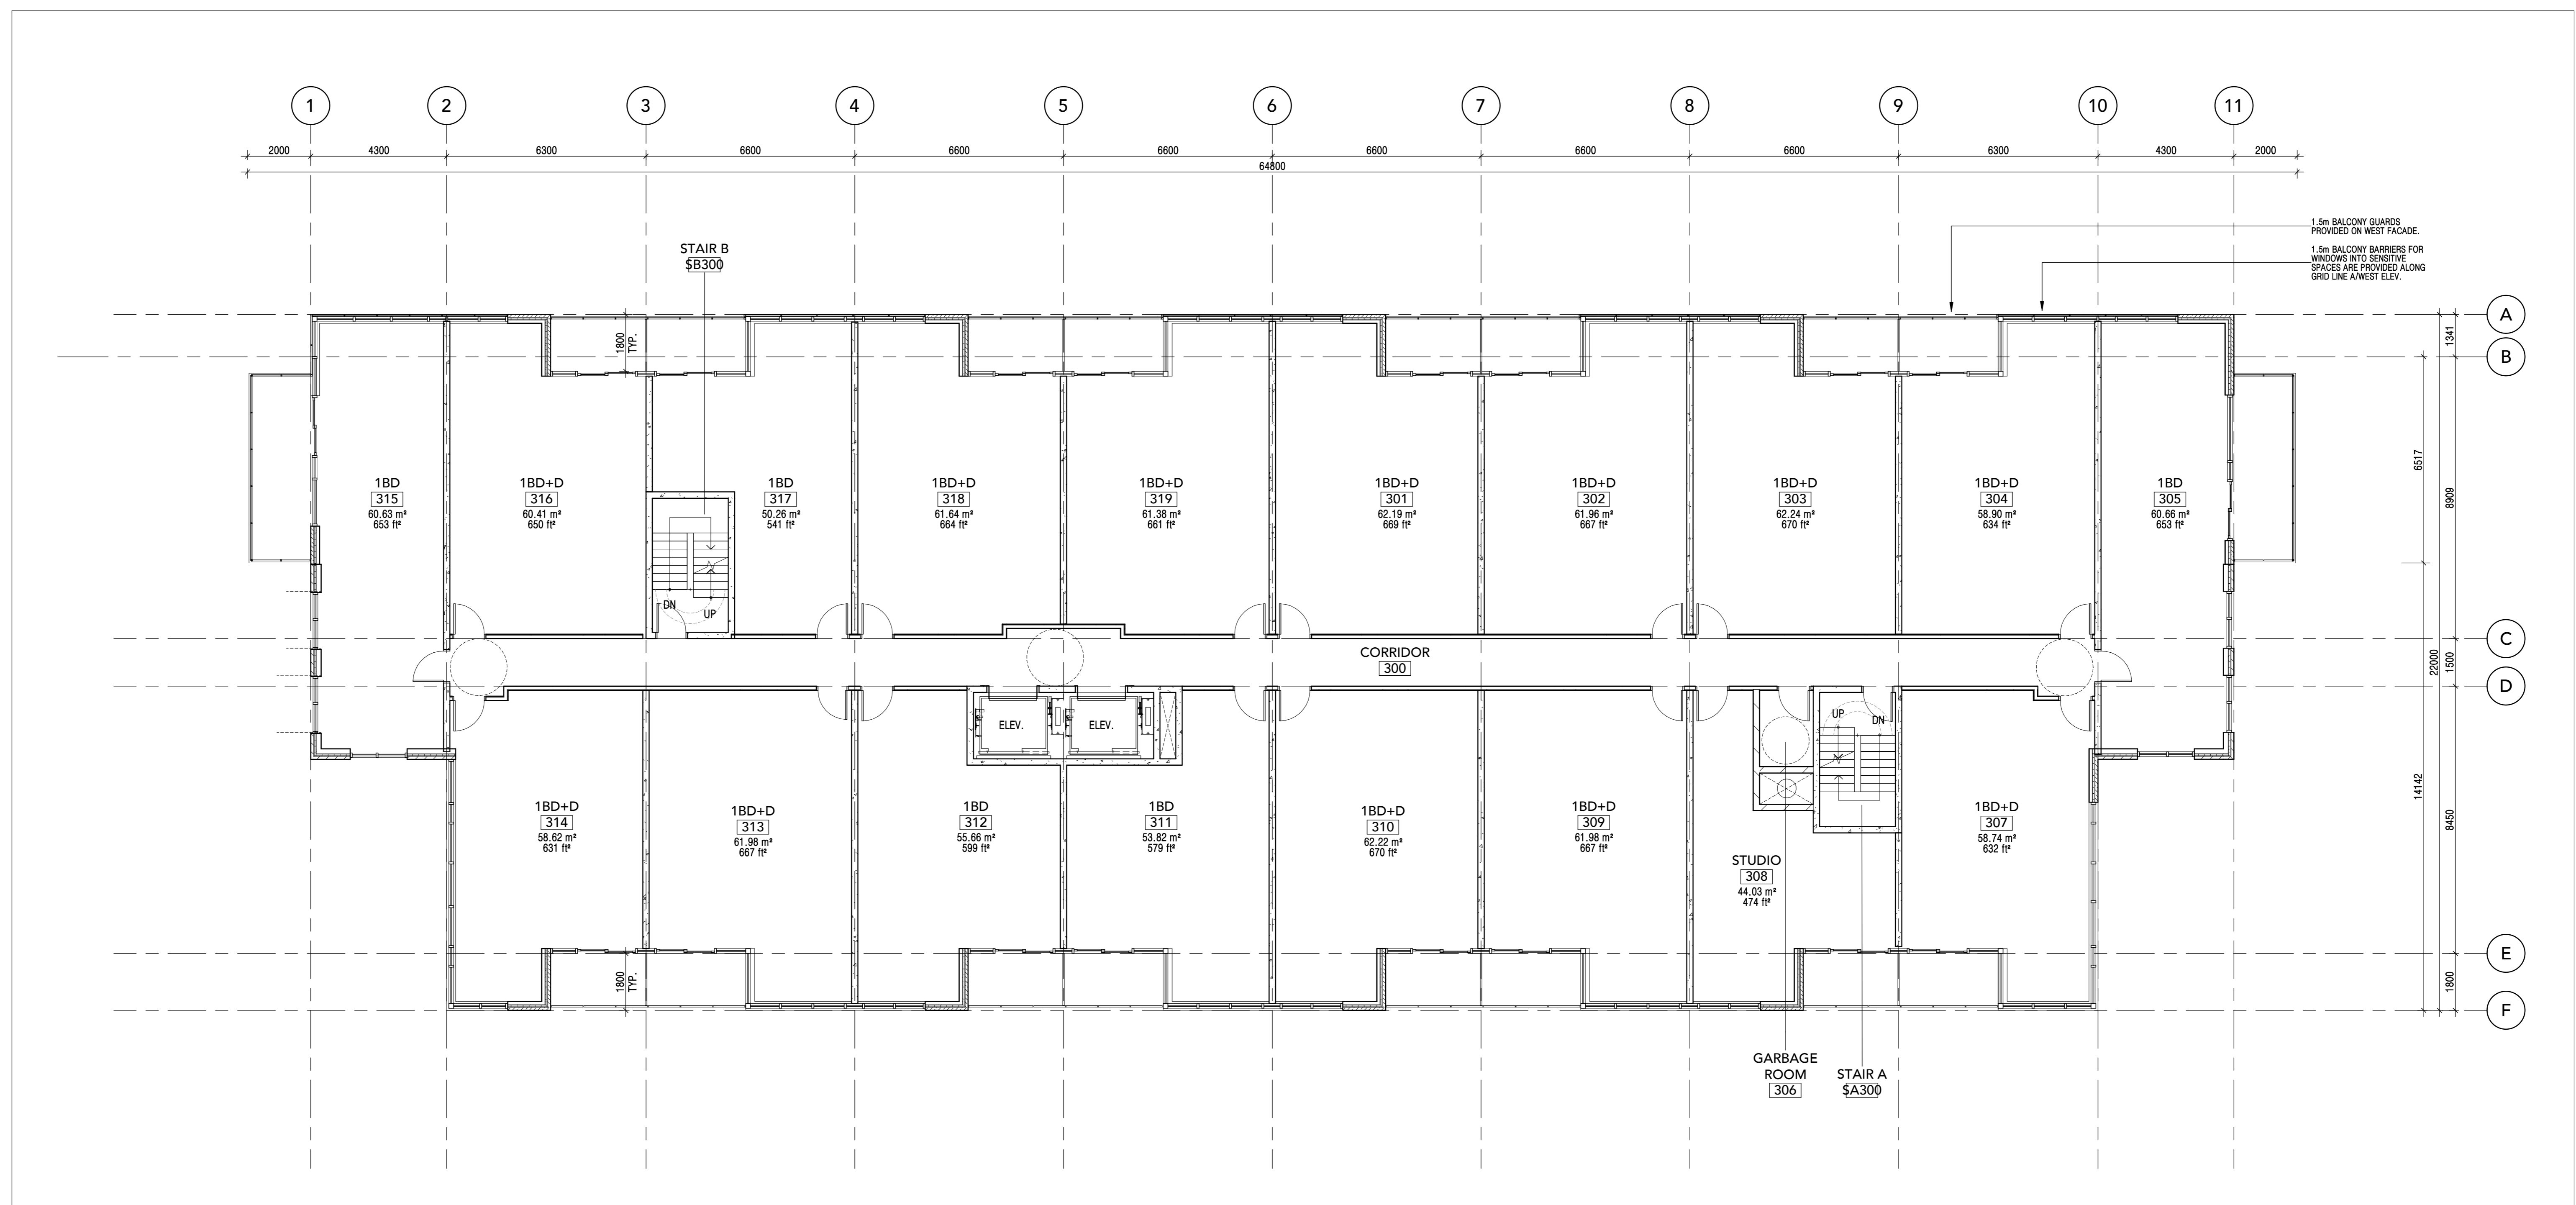 1 2 3 4 5 6 7 8 9 10 11
2000 4300 6300 6600 6600 6600 6600 6600 6600 6300 4300 2000
64800
1.5m BALCONY GUARDS
PROVIDED ON WEST FACADE.
1.5m BALCONY BARRIERS FOR
WINDOWS INTO SENSITIVE
SPACES ARE PROVIDED ALONG
GRID LINE A/WEST ELEV.
STAIR B
SB300
A
B
C
D
E
F
1341
8909
1500
8450
1800
22000
6517
14142
1800
TYP.
1BD
315
60.63 m²
653 ft²
1BD+D
316
60.41 m²
650 ft²
1BD
317
50.26 m²
541 ft²
1BD+D
318
61.64 m²
664 ft²
1BD+D
319
61.38 m²
661 ft²
1BD+D
301
62.19 m²
669 ft²
1BD+D
302
61.96 m²
667 ft²
1BD+D
303
62.24 m²
670 ft²
1BD+D
304
58.90 m²
634 ft²
1BD
305
60.66 m²
653 ft²
DN
UP
CORRIDOR
300
ELEV.
ELEV.
UP
DN
1BD+D
314
58.62 m²
631 ft²
1BD+D
313
61.98 m²
667 ft²
1BD
312
55.66 m²
599 ft²
1BD
311
53.82 m²
579 ft²
1BD+D
310
62.22 m²
670 ft²
1BD+D
309
61.98 m²
667 ft²
STUDIO
308
44.03 m²
474 ft²
1BD+D
307
58.74 m²
632 ft²
1800
TYP.
GARBAGE
ROOM
306
STAIR A
SA300